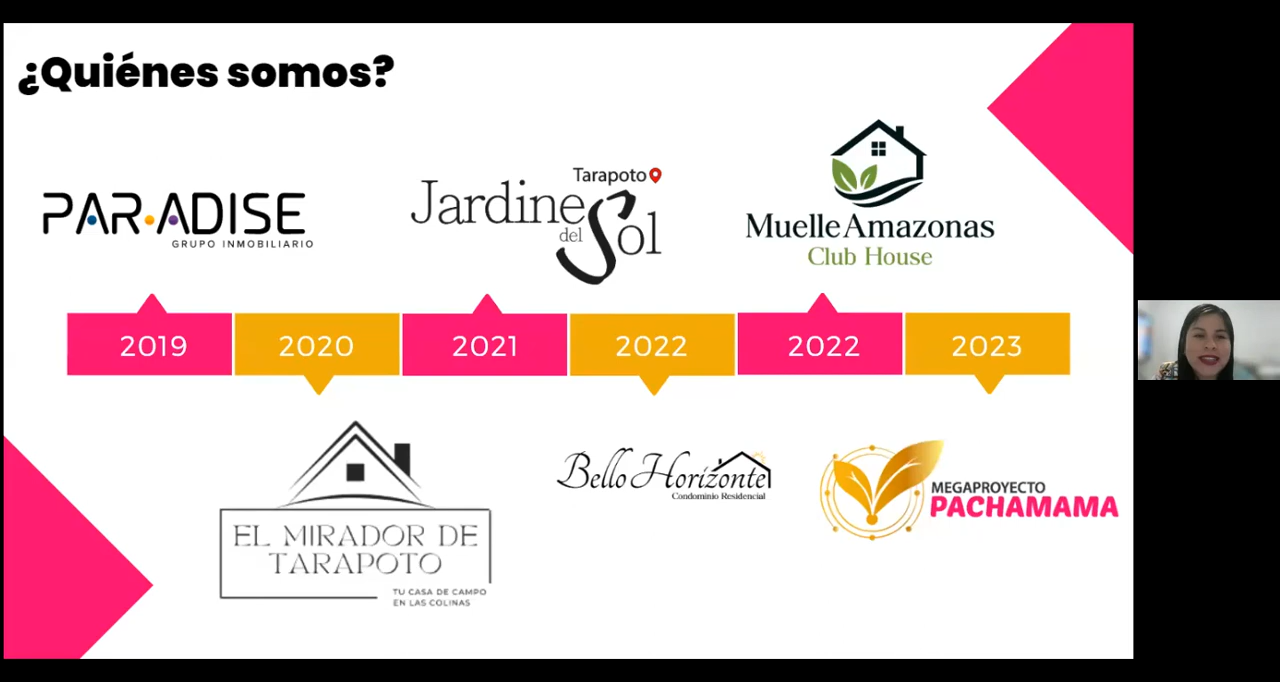 ¿Quiénes somos?
PAR·ADISE
GRUPO INMOBILIARIO
Tarapoto
Jardine
del Sol
Muelle Amazonas
Club House
2019
2020
2021
2022
2022
2023
EL MIRADOR DE
TARAPOTO
TU CASA DE CAMPO
EN LAS COLINAS
Bello Horizonte
Condominio Residencial
MEGAPROYECTO
PACHAMAMA